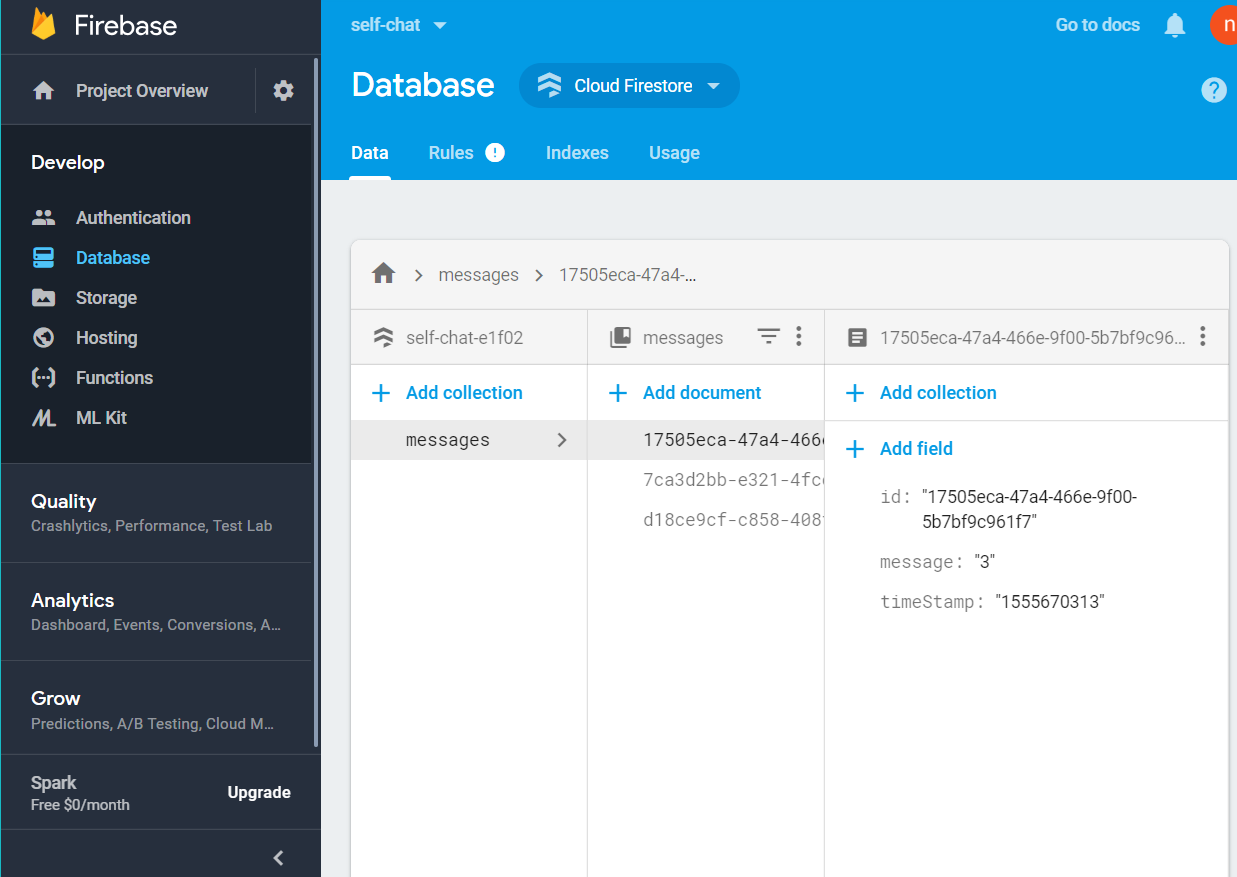 Firebase
Project Overview
Develop
Authentication
Database
Storage
Hosting
Functions
ML Kit
Quality
Crashlytics, Performance, Test Lab
Analytics
Dashboard, Events, Conversions, A...
Grow
Predictions, A/B Testing, Cloud M...
Spark
Free $0/month
Upgrade
self-chat
Go to docs
n
Database
Cloud Firestore
?
Data
Rules
!
Indexes
Usage
messages
17505eca-47a4-...
self-chat-e1f02
Add collection
messages
messages
Add document
17505eca-47a4-466e
7ca3d2bb-e321-4fcc
d18ce9cf-c858-408
17505eca-47a4-466e-9f00-5b7bf9c96...
Add collection
Add field
id: "17505eca-47a4-466e-9f00-
5b7bf9c961f7"
message: "3"
timeStamp: "1555670313"